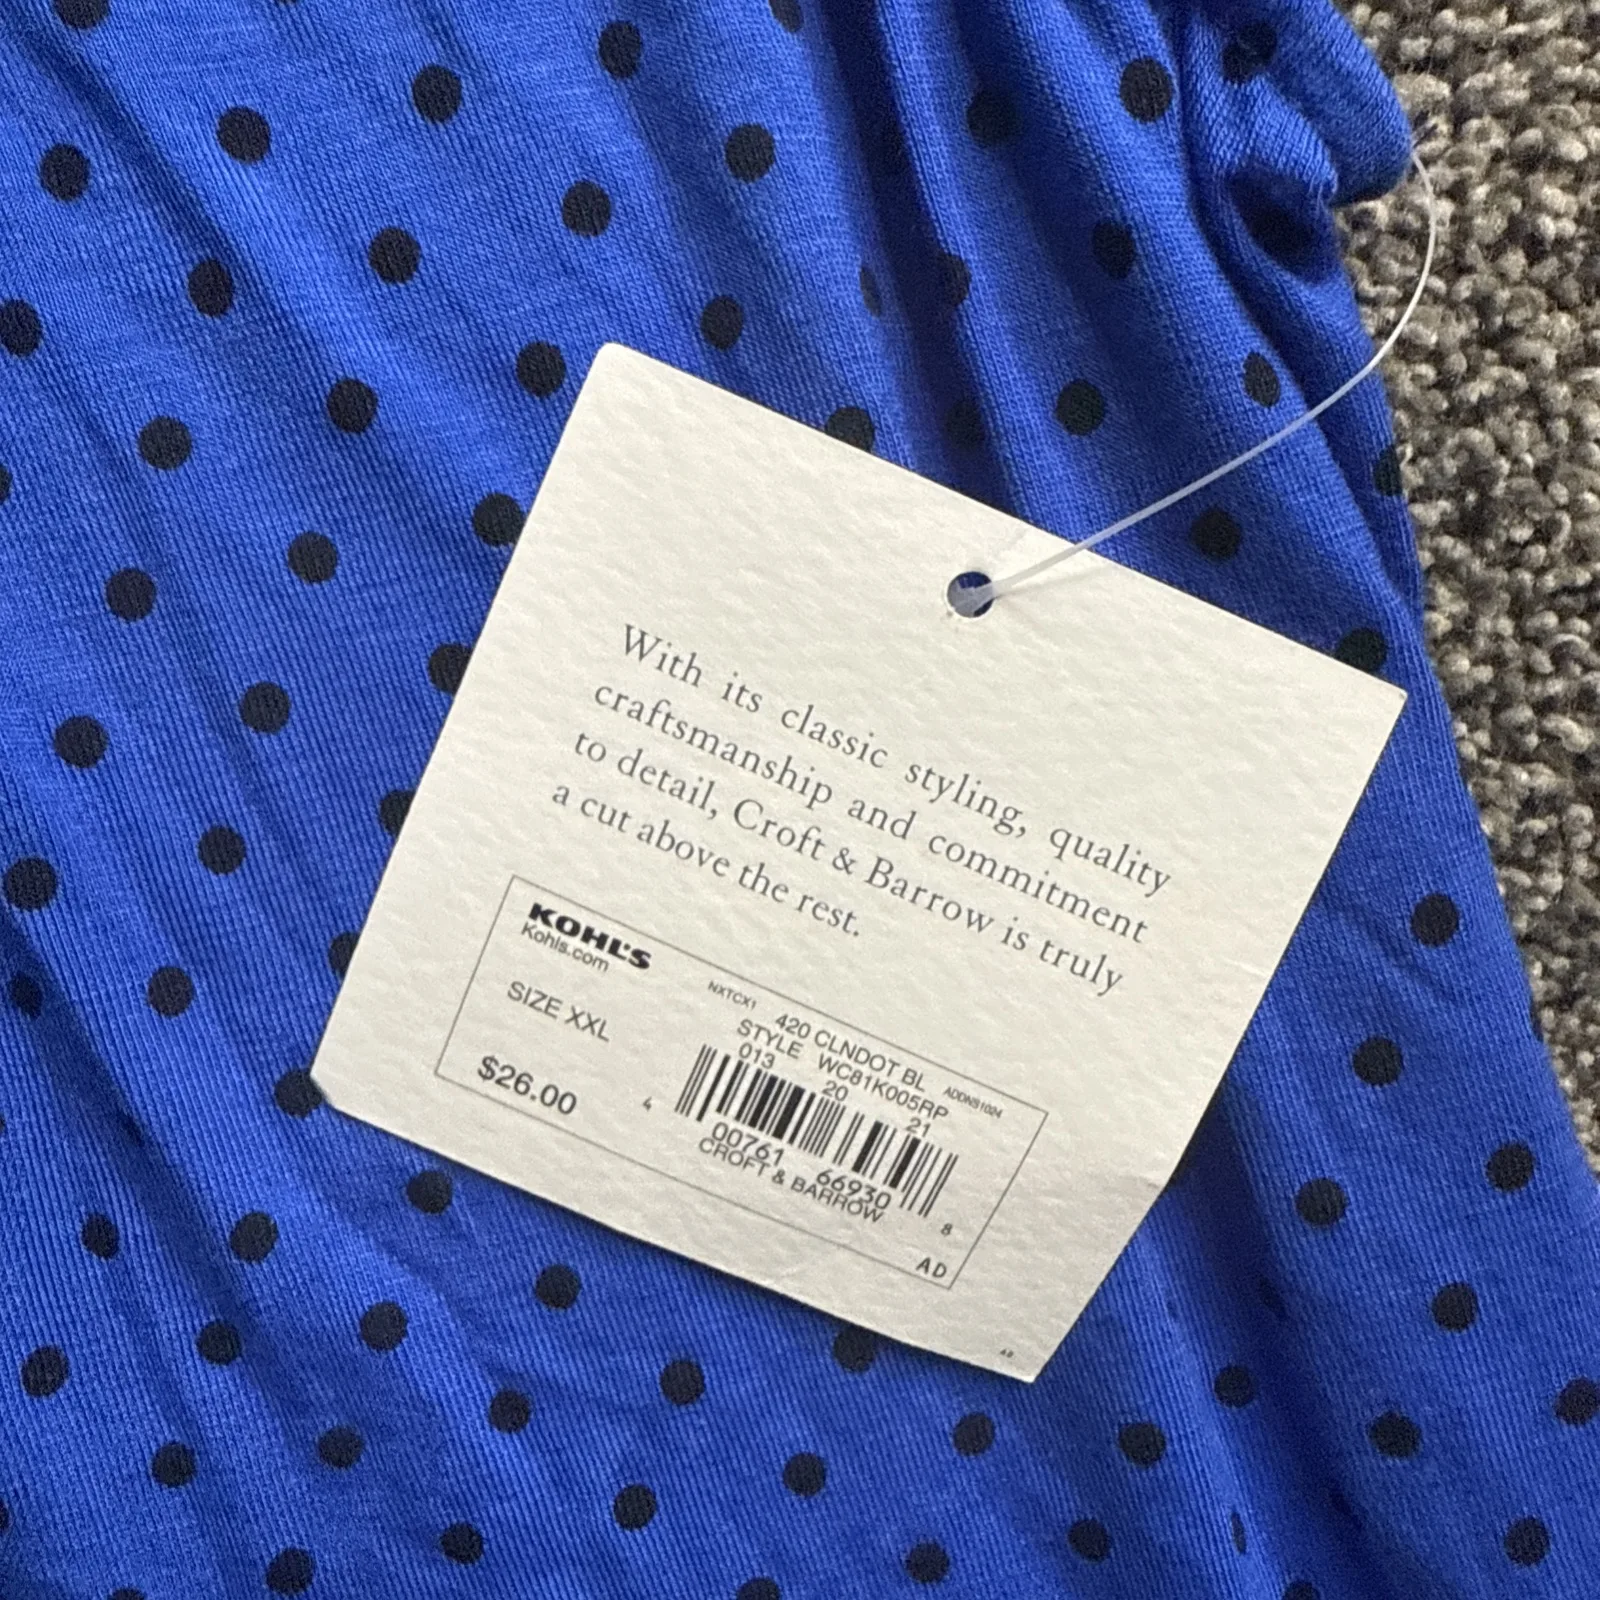 With its classic styling, quality
craftsmanship and commitment
to detail, Croft & Barrow is truly
a cut above the rest.
KOHL'S
Kohls.com
SIZE XXL
$26.00
NXTCX1
420 CLNDOT BL
ADDNS1024
STYLE WC81K005RP
013 20 21
4 00761 66930 8
CROFT & BARROW
AD